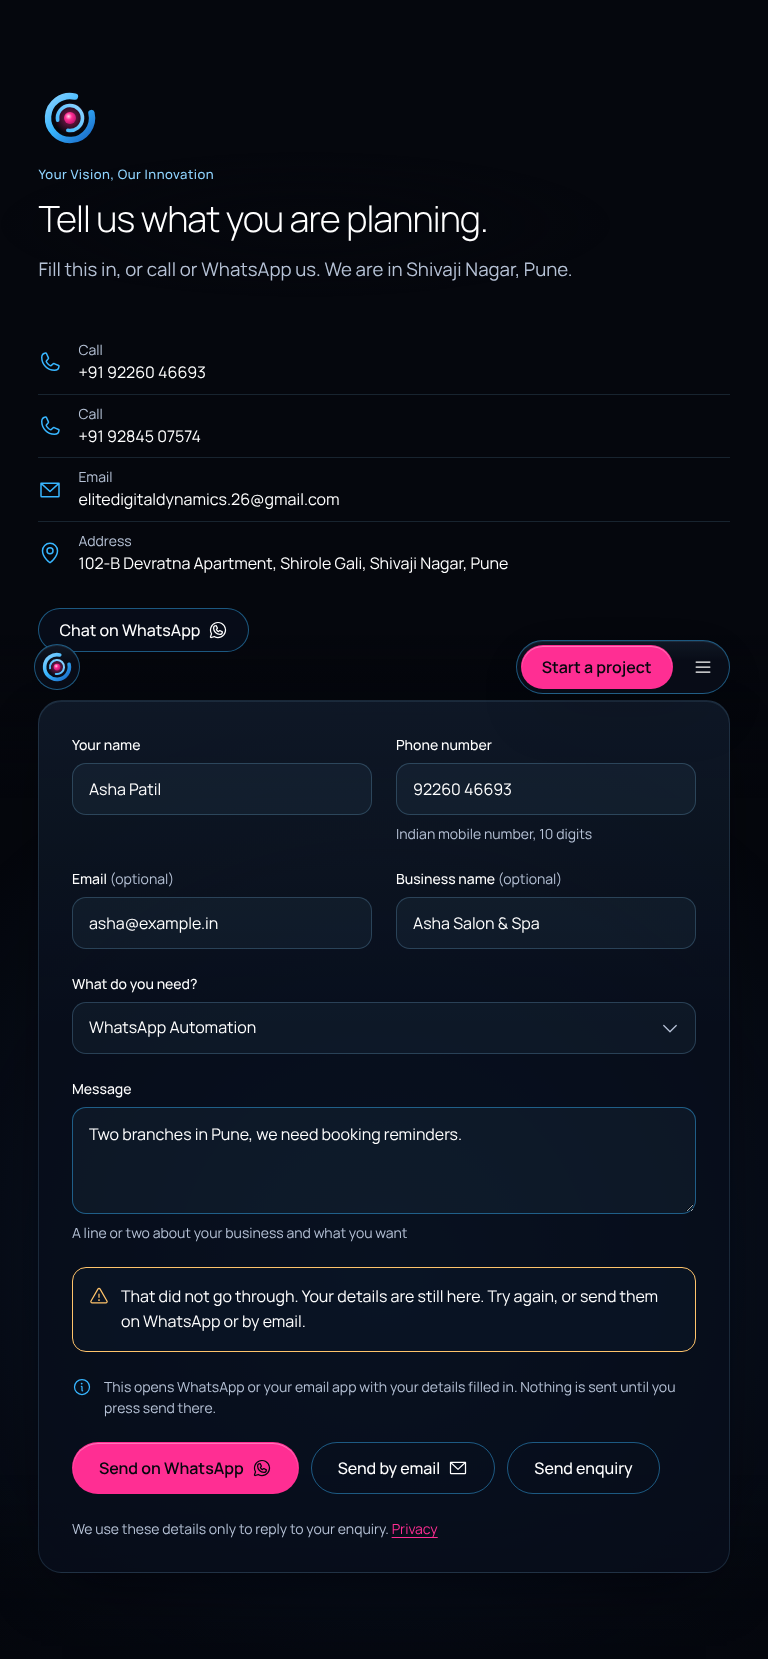 Your Vision, Our Innovation
Tell us what you are planning.
Fill this in, or call or WhatsApp us. We are in Shivaji Nagar, Pune.
Call
+91 92260 46693
Call
+91 92845 07574
Email
elitedigitaldynamics.26@gmail.com
Address
102-B Devratna Apartment, Shirole Gali, Shivaji Nagar, Pune
Chat on WhatsApp
Start a project
Your name
Phone number
Asha Patil
92260 46693
Indian mobile number, 10 digits
Email (optional)
Business name (optional)
asha@example.in
Asha Salon & Spa
What do you need?
WhatsApp Automation
Message
Two branches in Pune, we need booking reminders.
A line or two about your business and what you want
That did not go through. Your details are still here. Try again, or send them
on WhatsApp or by email.
This opens WhatsApp or your email app with your details filled in. Nothing is sent until you
press send there.
Send on WhatsApp
Send by email
Send enquiry
We use these details only to reply to your enquiry. Privacy